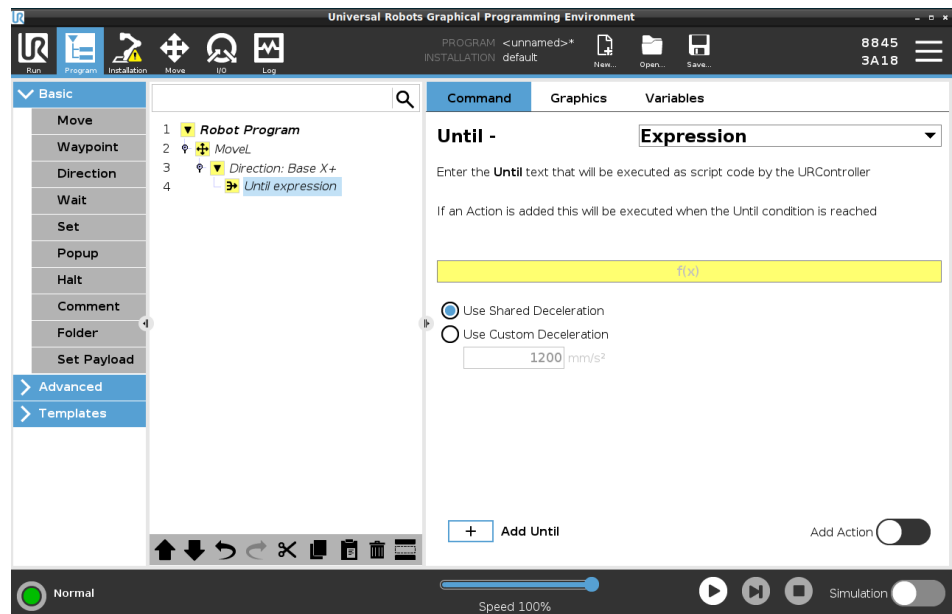 Universal Robots Graphical Programming Environment
UR
Run
Program
Installation
Move
I/O
Log
PROGRAM <unnamed>*
INSTALLATION default
New...
Open...
Save...
8845
3A18
Basic
Move
Waypoint
Direction
Wait
Set
Popup
Halt
Comment
Folder
Set Payload
Advanced
Templates
1 Robot Program
2 MoveL
3 Direction: Base X+
4 Until expression
Command Graphics Variables
Until - Expression
Enter the Until text that will be executed as script code by the URController
If an Action is added this will be executed when the Until condition is reached
f(x)
Use Shared Deceleration
Use Custom Deceleration
1200 mm/s²
+ Add Until
Add Action
Normal
Speed 100%
Simulation